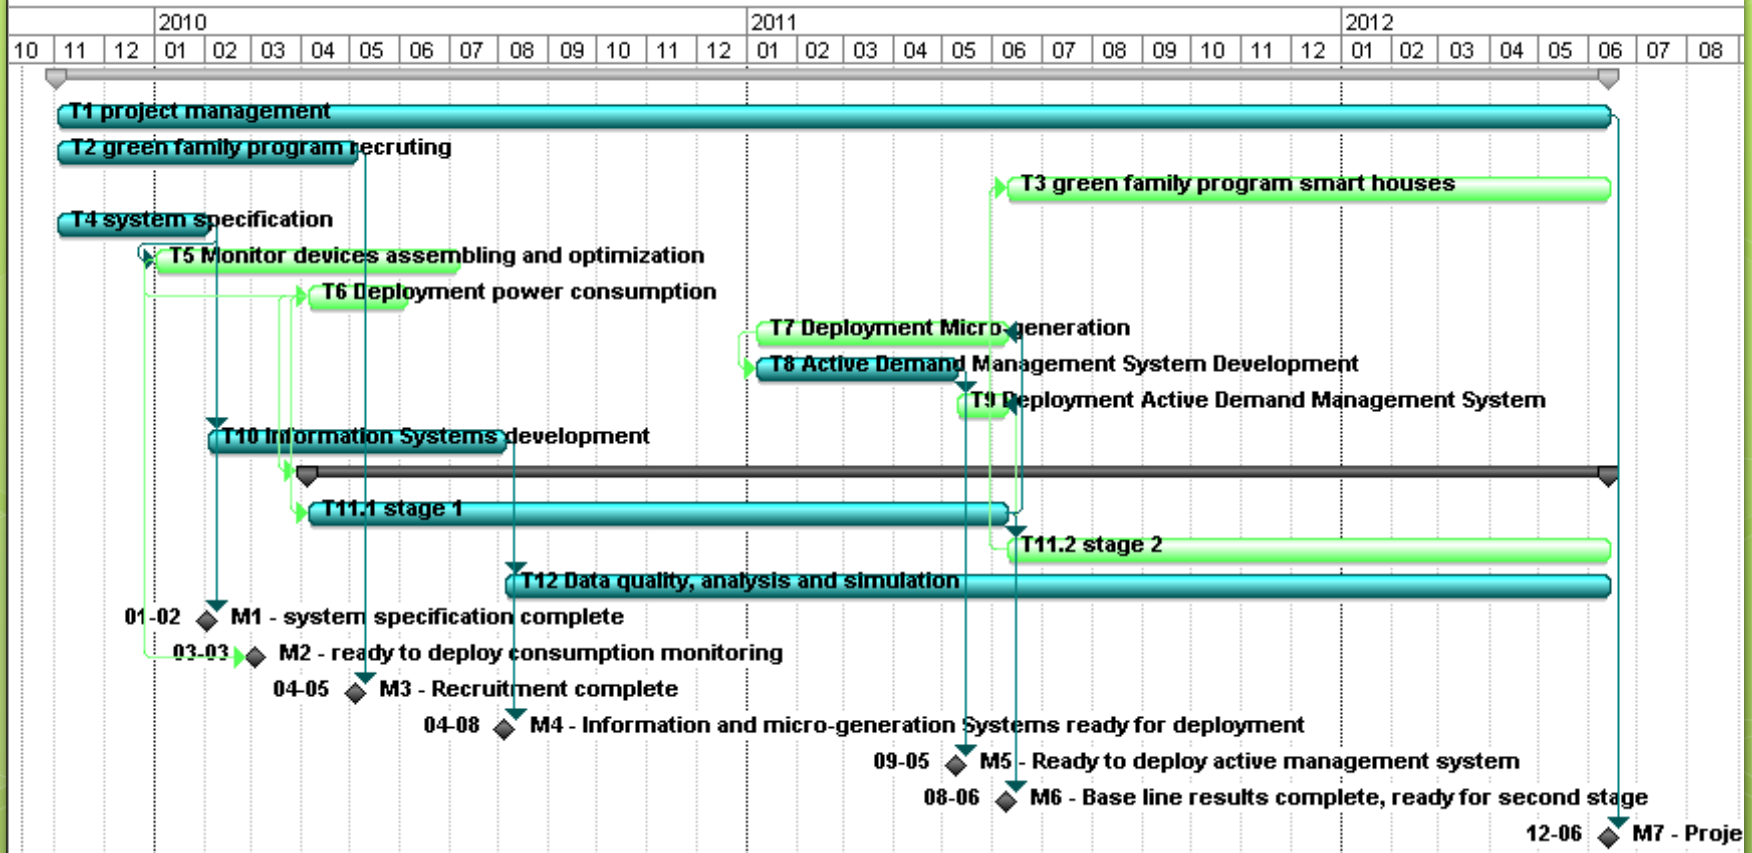 2010 2011 2012
10 11 12 01 02 03 04 05 06 07 08 09 10 11 12 01 02 03 04 05 06 07 08 09 10 11 12 01 02 03 04 05 06 07 08
T1 project management
T2 green family program recruting
T3 green family program smart houses
T4 system specification
T5 Monitor devices assembling and optimization
T6 Deployment power consumption
T7 Deployment Micro-generation
T8 Active Demand Management System Development
T9 Deployment Active Demand Management System
T10 Information Systems development
T11.1 stage 1
T11.2 stage 2
T12 Data quality, analysis and simulation
01-02 M1 - system specification complete
03-03 M2 - ready to deploy consumption monitoring
04-05 M3 - Recruitment complete
04-08 M4 - Information and micro-generation Systems ready for deployment
09-05 M5 - Ready to deploy active management system
08-06 M6 - Base line results complete, ready for second stage
12-06 M7 - Proje